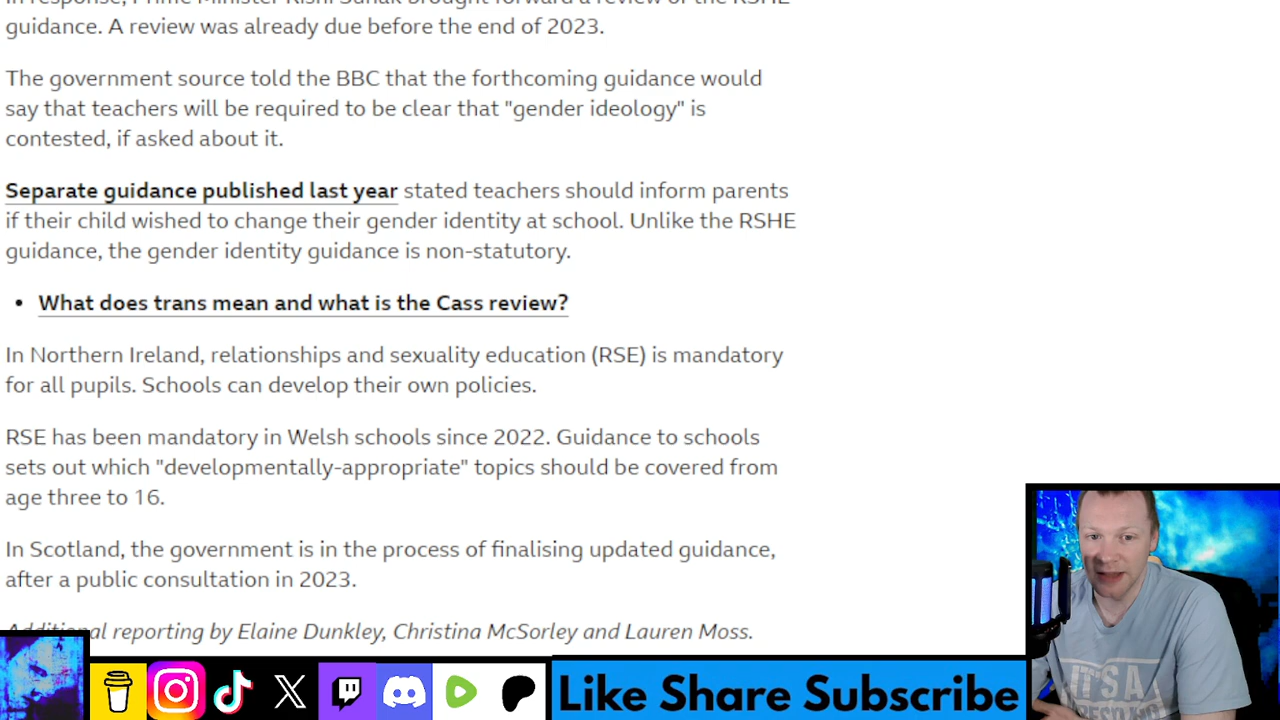 guidance. A review was already due before the end of 2023.
The government source told the BBC that the forthcoming guidance would
say that teachers will be required to be clear that "gender ideology" is
contested, if asked about it.
Separate guidance published last year stated teachers should inform parents
if their child wished to change their gender identity at school. Unlike the RSHE
guidance, the gender identity guidance is non-statutory.
• What does trans mean and what is the Cass review?
In Northern Ireland, relationships and sexuality education (RSE) is mandatory
for all pupils. Schools can develop their own policies.
RSE has been mandatory in Welsh schools since 2022. Guidance to schools
sets out which "developmentally-appropriate" topics should be covered from
age three to 16.
In Scotland, the government is in the process of finalising updated guidance,
after a public consultation in 2023.
Additional reporting by Elaine Dunkley, Christina McSorley and Lauren Moss.
IT'S A
Like Share Subscribe